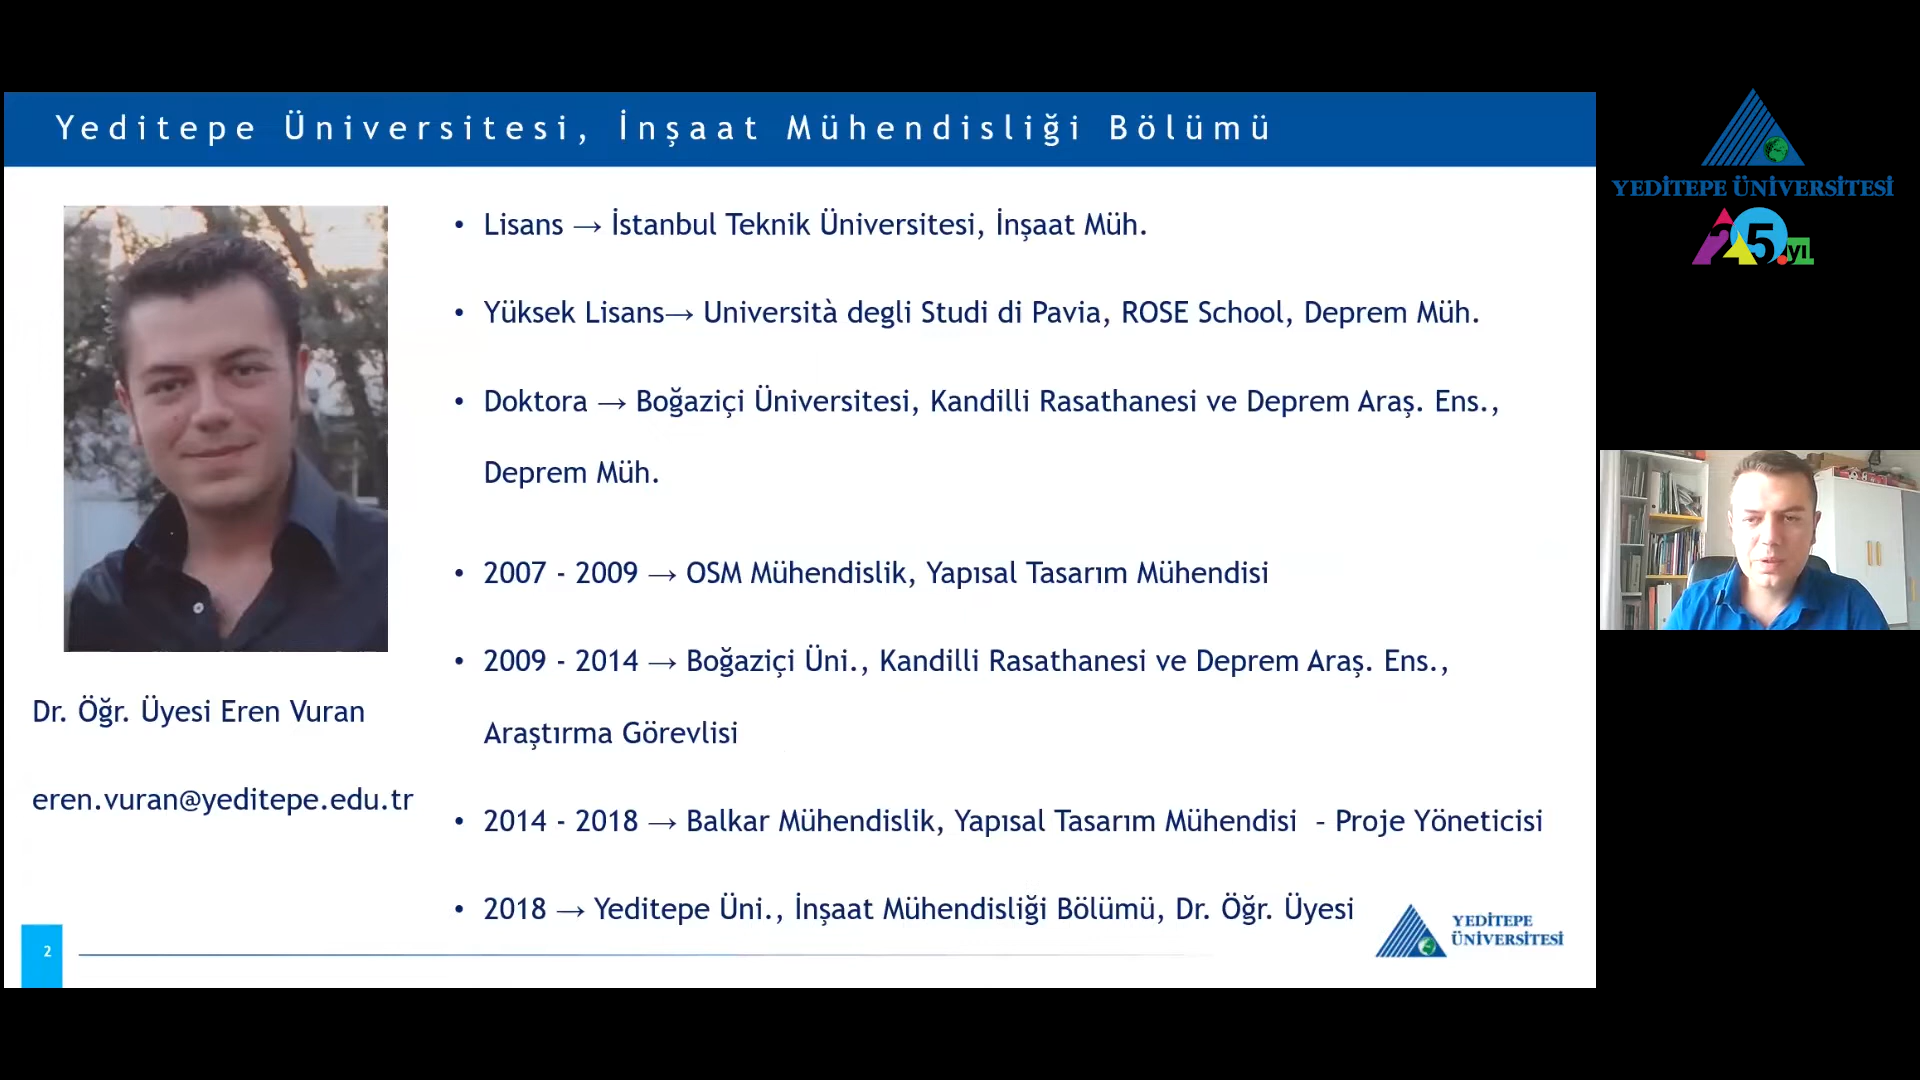 Yeditepe Üniversitesi, İnşaat Mühendisliği Bölümü
YEDİTEPE ÜNİVERSİTESİ
25.yıl
• Lisans → İstanbul Teknik Üniversitesi, İnşaat Müh.
• Yüksek Lisans→ Università degli Studi di Pavia, ROSE School, Deprem Müh.
• Doktora → Boğaziçi Üniversitesi, Kandilli Rasathanesi ve Deprem Araş. Ens.,
Deprem Müh.
• 2007 - 2009 → OSM Mühendislik, Yapısal Tasarım Mühendisi
• 2009 - 2014 → Boğaziçi Üni., Kandilli Rasathanesi ve Deprem Araş. Ens.,
Araştırma Görevlisi
• 2014 - 2018 → Balkar Mühendislik, Yapısal Tasarım Mühendisi – Proje Yöneticisi
• 2018 → Yeditepe Üni., İnşaat Mühendisliği Bölümü, Dr. Öğr. Üyesi
Dr. Öğr. Üyesi Eren Vuran
eren.vuran@yeditepe.edu.tr
2
YEDİTEPE
ÜNİVERSİTESİ